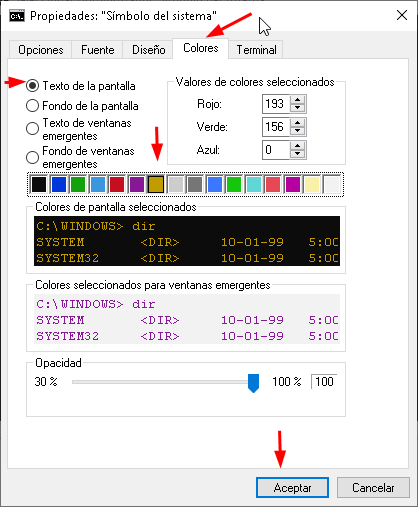 Propiedades: "Símbolo del sistema"
Opciones Fuente Diseño Colores Terminal
Texto de la pantalla
Fondo de la pantalla
Texto de ventanas
emergentes
Fondo de ventanas
emergentes
Valores de colores seleccionados
Rojo: 193
Verde: 156
Azul: 0
Colores de pantalla seleccionados
C:\WINDOWS> dir
SYSTEM <DIR> 10-01-99 5:00
SYSTEM32 <DIR> 10-01-99 5:00
Colores seleccionados para ventanas emergentes
C:\WINDOWS> dir
SYSTEM <DIR> 10-01-99 5:00
SYSTEM32 <DIR> 10-01-99 5:00
Opacidad
30 % 100 % 100
Aceptar Cancelar